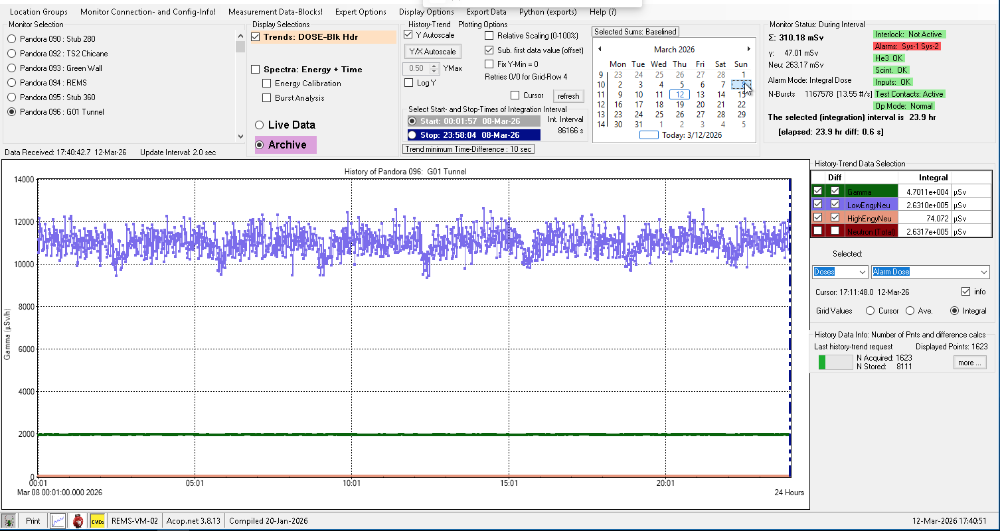 Location Groups Monitor Connection- and Config-Info! Measurement Data-Blocks! Expert Options Display Options Export Data Python (exports) Help (?)
Monitor Selection
Pandora 090 : Stub 280
Pandora 092 : TS2 Chicane
Pandora 093 : Green Wall
Pandora 094 : REMS
Pandora 095 : Stub 360
Pandora 096 : G01 Tunnel
Data Received: 17:40:42.7 12-Mar-26 Update Interval: 2.0 sec
Display Selections
Trends: DOSE-Blk Hdr
Spectra: Energy + Time
Energy Calibration
Burst Analysis
Live Data
Archive
History-Trend Plotting Options
Y Autoscale
Y/X Autoscale
0.50 YMax
Log Y
Relative Scaling (0-100%)
Sub. first data value (offset)
Fix Y-Min = 0
Retries 0/0 for Grid-Row 4
Cursor refresh
Select Start- and Stop-Times of Integration Interval
Start: 00:01:57 08-Mar-26
Stop: 23:58:04 08-Mar-26
Int. Interval
86166 s
Trend minimum Time-Difference : 10 sec
Selected Sums: Baselined
March 2026
Mon Tue Wed Thu Fri Sat Sun
9 23 24 25 26 27 28 1
10 2 3 4 5 6 7 8
11 9 10 11 12 13 14 15
12 16 17 18 19 20 21 22
13 23 24 25 26 27 28 29
14 30 31 1 2 3 4 5
Today: 3/12/2026
Monitor Status: During Interval
Σ: 310.18 mSv
γ: 47.01 mSv
Neu: 263.17 mSv
Alarm Mode: Integral Dose
N-Bursts 1167578 [13.55 #/s]
Interlock: Not Active
Alarms: Sys-1 Sys-2
He3 OK
Scint. OK
Inputs: OK
Test Contacts: Active
Op Mode: Normal
The selected (integration) interval is 23.9 hr
[elapsed: 23.9 hr diff: 0.6 s]
History of Pandora 096: G01 Tunnel
Gamma (µSv/h)
14000
12000
10000
8000
6000
4000
2000
0
00:01 05:01 10:01 15:01 20:01
Mar 08 00:01:00.000 2026 24 Hours
History-Trend Data Selection
Diff Integral
Gamma 4.7011e+004 µSv
LowEngyNeu 2.6310e+005 µSv
HighEngyNeu 74.072 µSv
Neutron (Total) 2.6317e+005 µSv
Selected:
Doses Alarm Dose
Cursor: 17:11:48.0 12-Mar-26 info
Grid Values Cursor Ave. Integral
History Data Info: Number of Pnts and difference calcs
Last history-trend request Displayed Points: 1623
N Acquired: 1623
N Stored: 8111
more ...
Print CMDs REMS-VM-02 Acop.net 3.8.13 Compiled 20-Jan-2026 12-Mar-2026 17:40:51